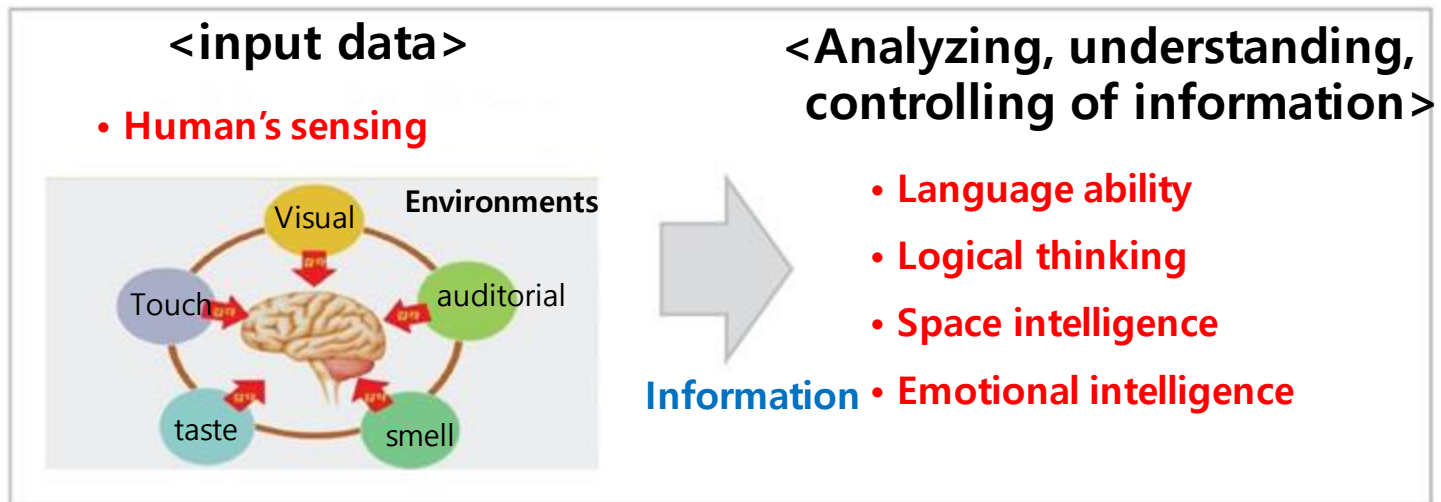 <input data>
• Human's sensing
Environments
Visual
Touch
auditorial
taste
smell
Information
<Analyzing, understanding,
controlling of information>
• Language ability
• Logical thinking
• Space intelligence
• Emotional intelligence